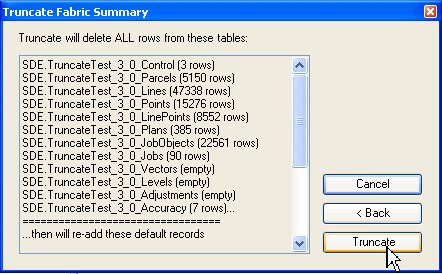 Truncate Fabric Summary
Truncate will delete ALL rows from these tables:
SDE.TruncateTest_3_0_Control (3 rows)
SDE.TruncateTest_3_0_Parcels (5150 rows)
SDE.TruncateTest_3_0_Lines (47338 rows)
SDE.TruncateTest_3_0_Points (15276 rows)
SDE.TruncateTest_3_0_LinePoints (8552 rows)
SDE.TruncateTest_3_0_Plans (385 rows)
SDE.TruncateTest_3_0_JobObjects (22561 rows)
SDE.TruncateTest_3_0_Jobs (90 rows)
SDE.TruncateTest_3_0_Vectors (empty)
SDE.TruncateTest_3_0_Levels (empty)
SDE.TruncateTest_3_0_Adjustments (empty)
SDE.TruncateTest_3_0_Accuracy (7 rows)...
=================================
...then will re-add these default records
Cancel
< Back
Truncate